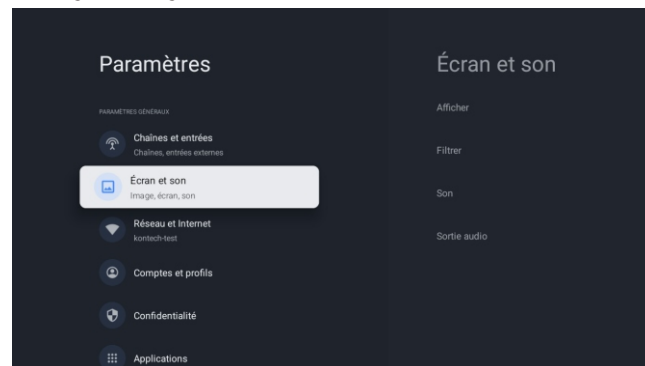 Paramètres
PARAMÈTRES GÉNÉRAUX
Chaînes et entrées
Chaînes, entrées externes
Écran et son
Image, écran, son
Réseau et Internet
kontech-test
Comptes et profils
Confidentialité
Applications
Écran et son
Afficher
Filtrer
Son
Sortie audio